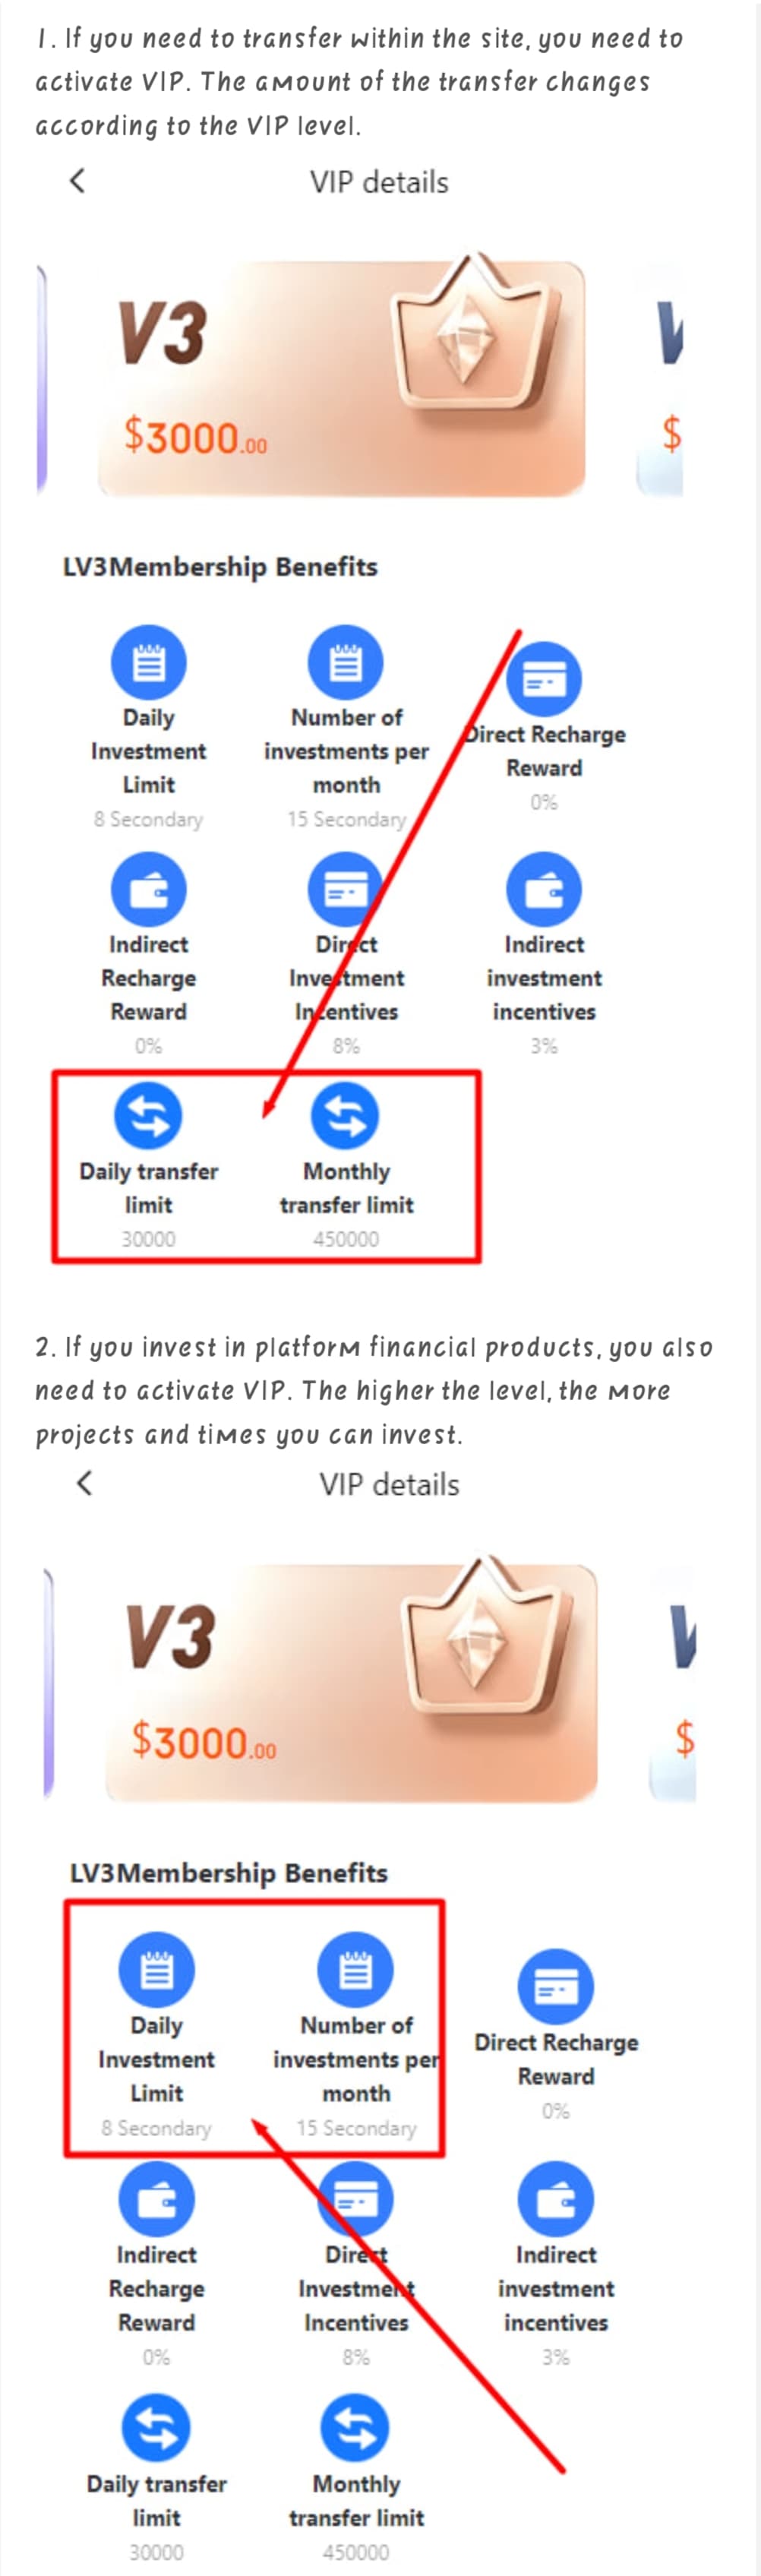 1. If you need to transfer within the site, you need to
activate VIP. The amount of the transfer changes
according to the VIP level.
VIP details
V3
$3000.00
$
LV3Membership Benefits
Daily
Investment
Limit
8 Secondary
Number of
investments per
month
15 Secondary
Direct Recharge
Reward
0%
Indirect
Recharge
Reward
0%
Direct
Investment
Incentives
8%
Indirect
investment
incentives
3%
Daily transfer
limit
30000
Monthly
transfer limit
450000
2. If you invest in platform financial products, you also
need to activate VIP. The higher the level, the more
projects and times you can invest.
VIP details
V3
$3000.00
$
LV3Membership Benefits
Daily
Investment
Limit
8 Secondary
Number of
investments per
month
15 Secondary
Direct Recharge
Reward
0%
Indirect
Recharge
Reward
0%
Direct
Investment
Incentives
8%
Indirect
investment
incentives
3%
Daily transfer
limit
30000
Monthly
transfer limit
450000